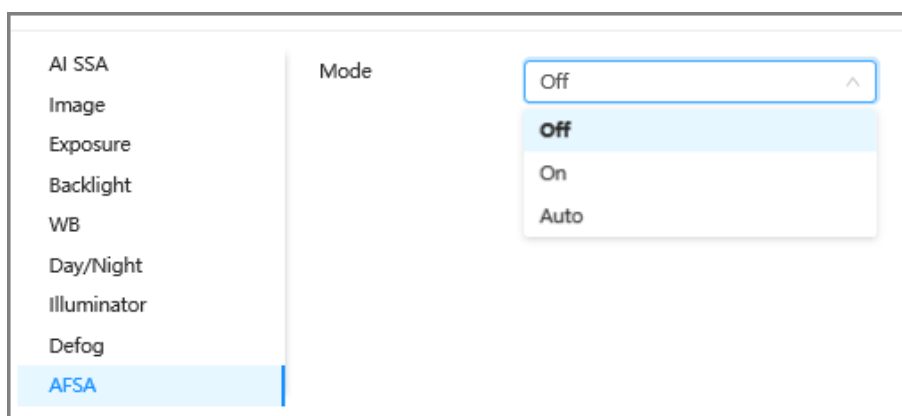 AI SSA
Image
Exposure
Backlight
WB
Day/Night
Illuminator
Defog
AFSA
Mode
Off
Off
On
Auto